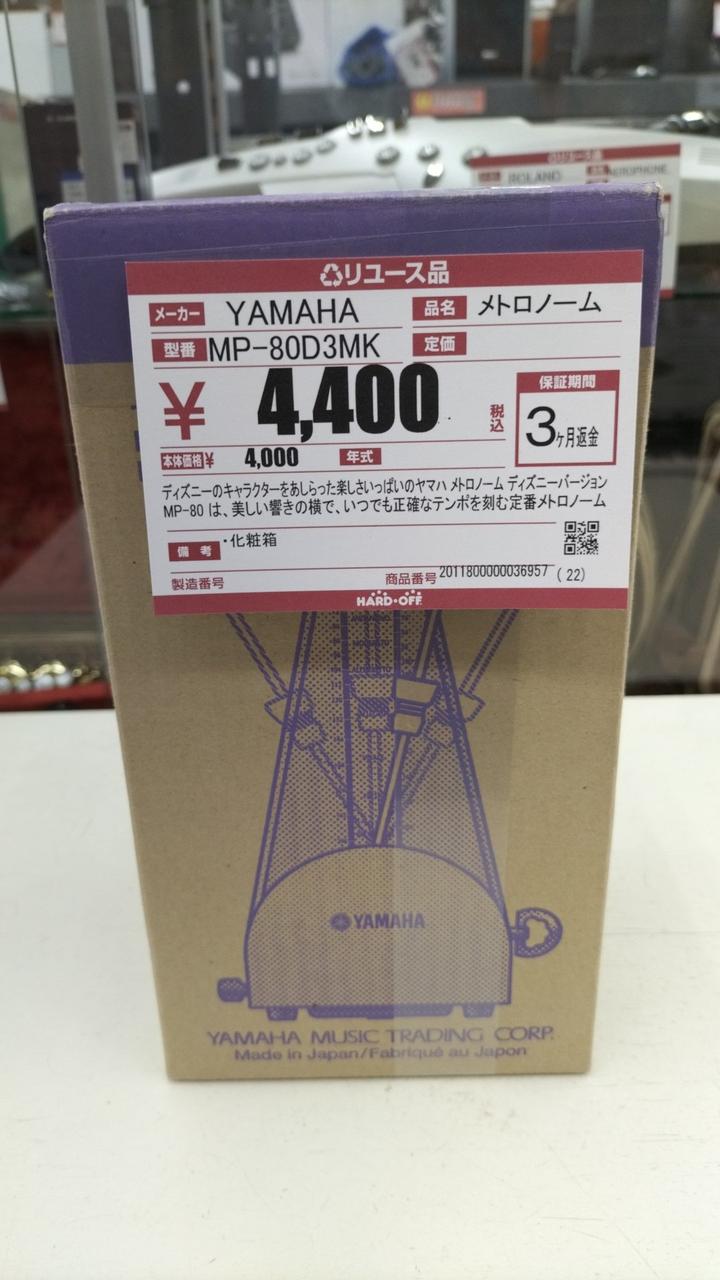 リユース品
ROLAND AEROPHONE
リユース品
メーカー YAMAHA 品名 メトロノーム
型番 MP-80D3MK 定価
¥ 4,400 税込
保証期間
3ヶ月返金
本体価格¥ 4,000 年式
ディズニーのキャラクターをあしらった楽しさいっぱいのヤマハ メトロノーム ディズニーバージョン
MP-80 は、美しい響きの横で、いつでも正確なテンポを刻む定番メトロノーム
備考 ・化粧箱
製造番号 商品番号 2011800000036957 (22)
HARD・OFF
YAMAHA
YAMAHA MUSIC TRADING CORP.
Made in Japan/Fabriqué au Japon